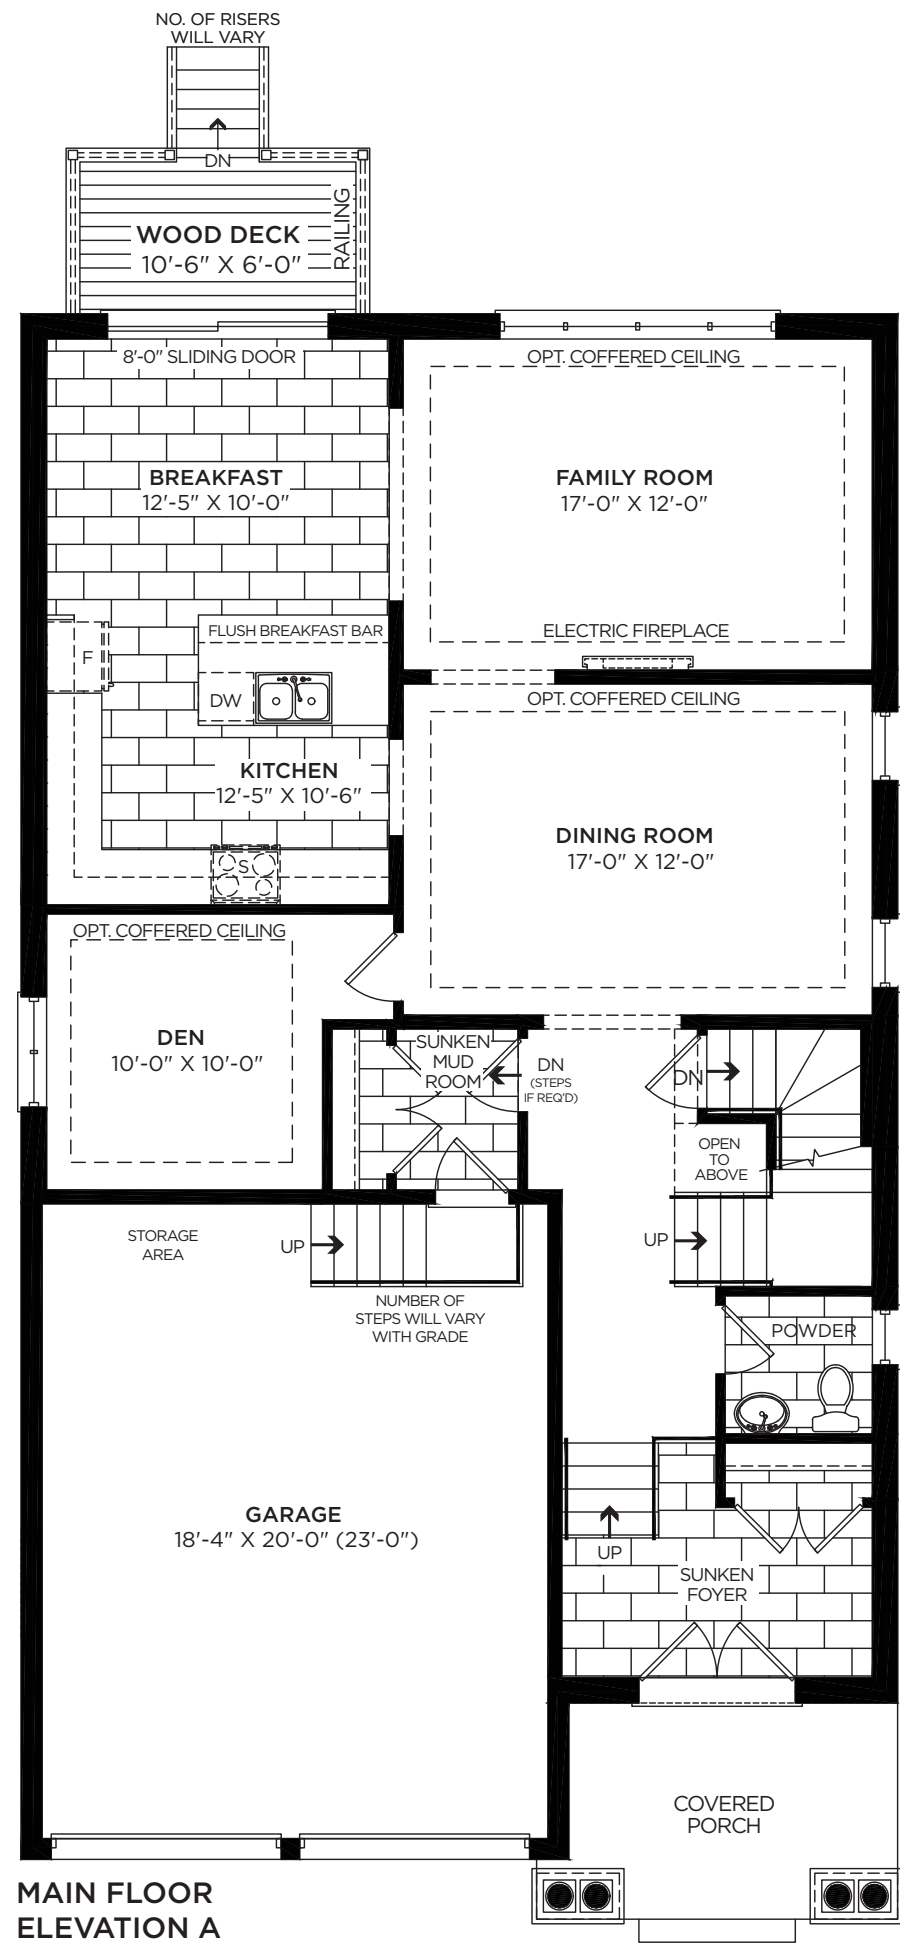 NO. OF RISERS
WILL VARY
DN
RAILING
WOOD DECK
10'-6" X 6'-0"
8'-0" SLIDING DOOR
OPT. COFFERED CEILING
BREAKFAST
12'-5" X 10'-0"
FAMILY ROOM
17'-0" X 12'-0"
FLUSH BREAKFAST BAR
ELECTRIC FIREPLACE
F
DW
OPT. COFFERED CEILING
KITCHEN
12'-5" X 10'-6"
S
DINING ROOM
17'-0" X 12'-0"
OPT. COFFERED CEILING
DEN
10'-0" X 10'-0"
SUNKEN
MUD
ROOM
DN
(STEPS
IF REQ'D)
DN
OPEN
TO
ABOVE
STORAGE
AREA
UP
UP
NUMBER OF
STEPS WILL VARY
WITH GRADE
POWDER
GARAGE
18'-4" X 20'-0" (23'-0")
UP
SUNKEN
FOYER
COVERED
PORCH
MAIN FLOOR
ELEVATION A